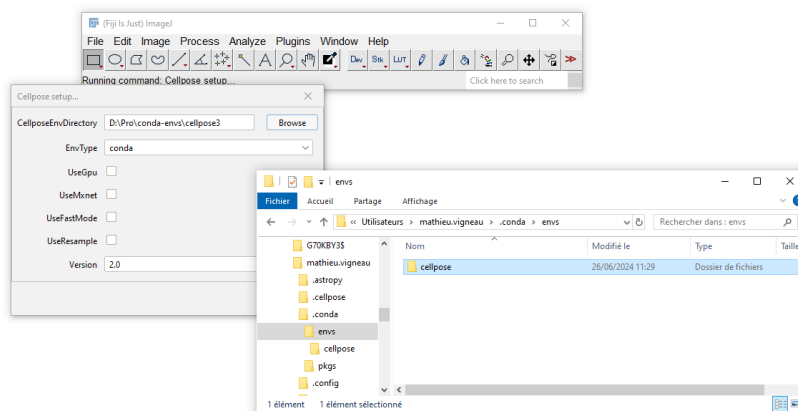 (Fiji Is Just) ImageJ
File Edit Image Process Analyze Plugins Window Help
Dev Stk LUT
Running command: Cellpose setup...
Click here to search
Cellpose setup...
CellposeEnvDirectory D:\Pro\conda-envs\cellpose3 Browse
EnvType conda
UseGpu
UseMxnet
UseFastMode
UseResample
Version 2.0
envs
Fichier Accueil Partage Affichage
« Utilisateurs > mathieu.vigneau > .conda > envs
Rechercher dans : envs
Nom Modifié le Type Taille
G70KBY3$
mathieu.vigneau
.astropy
.cellpose
.conda
envs
cellpose
pkgs
.config
cellpose 26/06/2024 11:29 Dossier de fichiers
1 élément 1 élément sélectionné